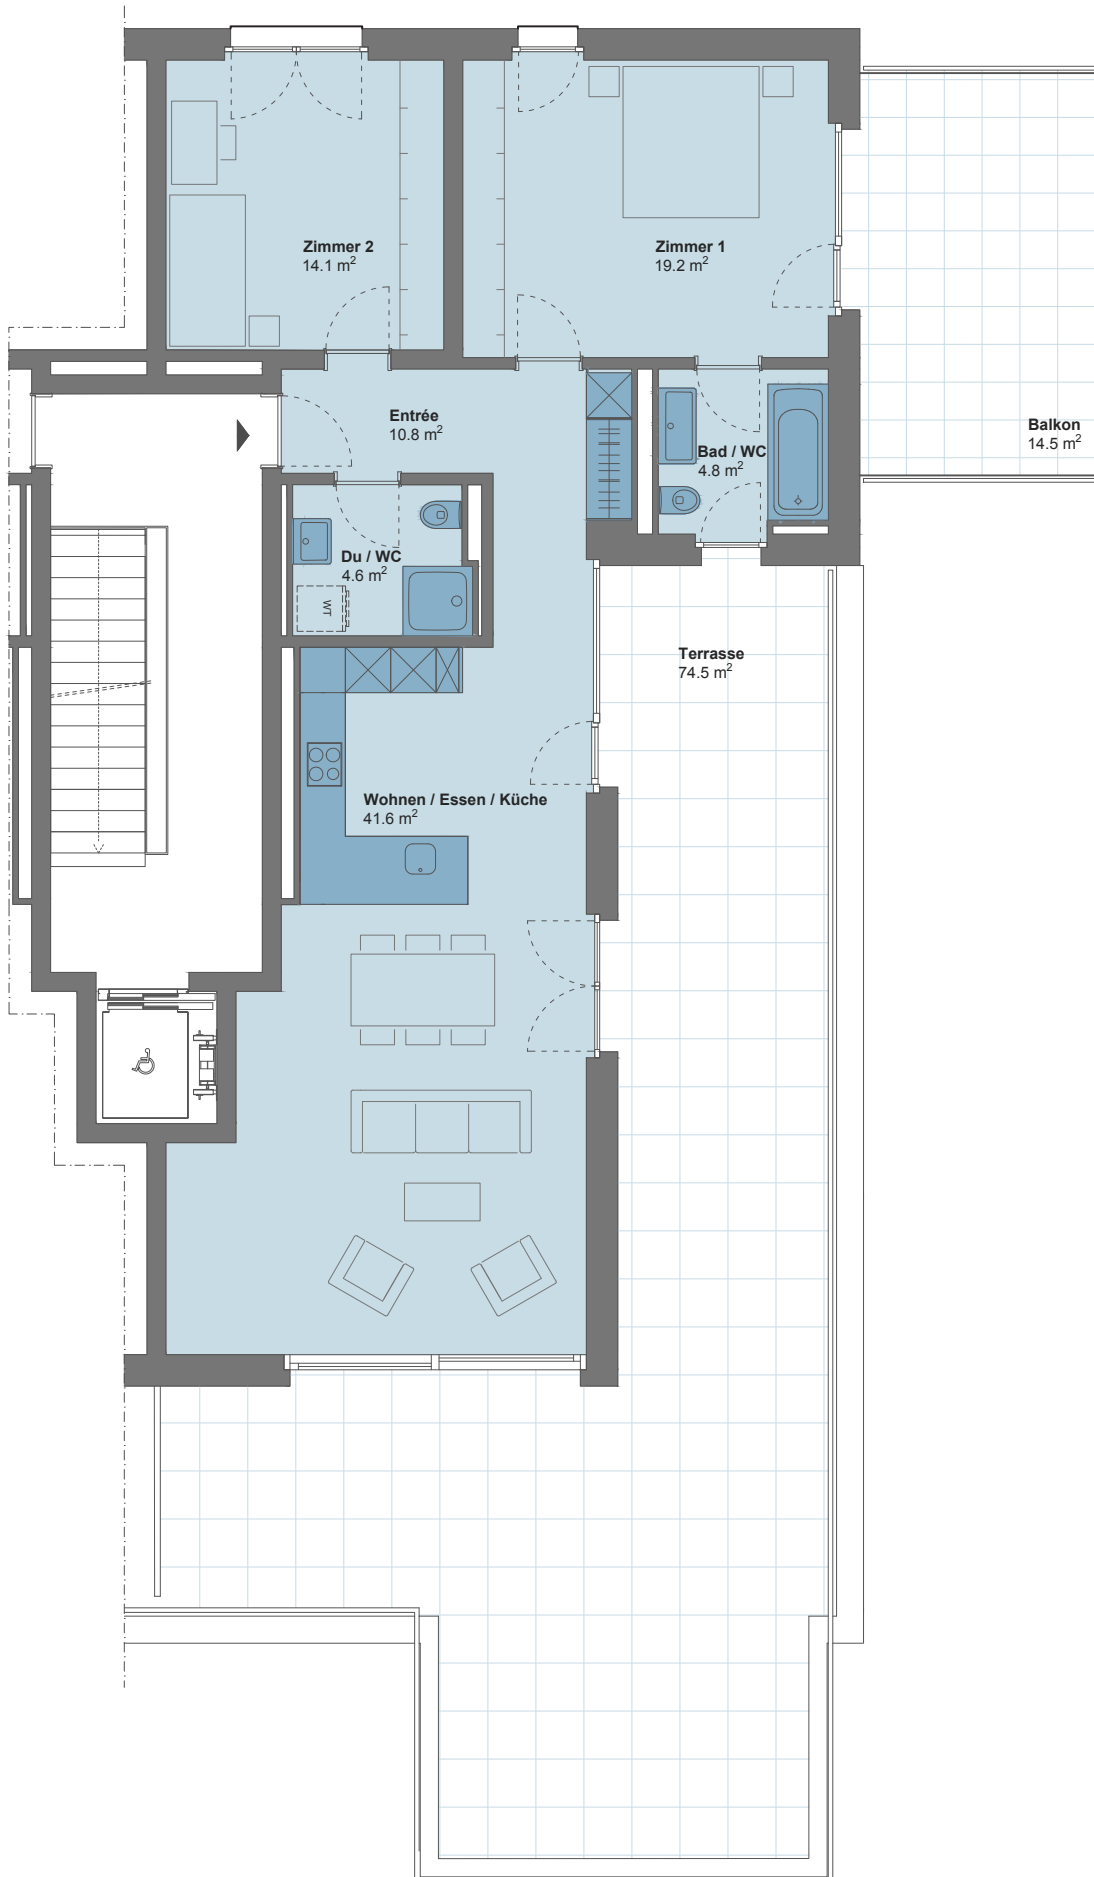 Zimmer 2
14.1 m²
Zimmer 1
19.2 m²
Entrée
10.8 m²
Balkon
14.5 m²
Bad / WC
4.8 m²
Du / WC
4.6 m²
WT
Terrasse
74.5 m²
Wohnen / Essen / Küche
41.6 m²